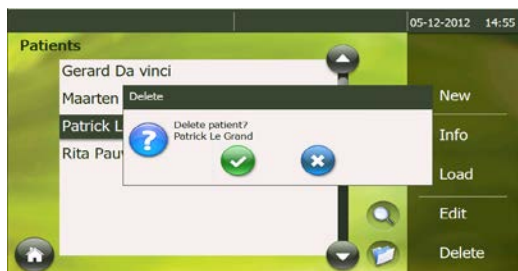 05-12-2012 14:55
Patients
Gerard Da vinci
Maarten
Patrick L
Rita Pau
Delete
Delete patient?
Patrick Le Grand
New
Info
Load
Edit
Delete